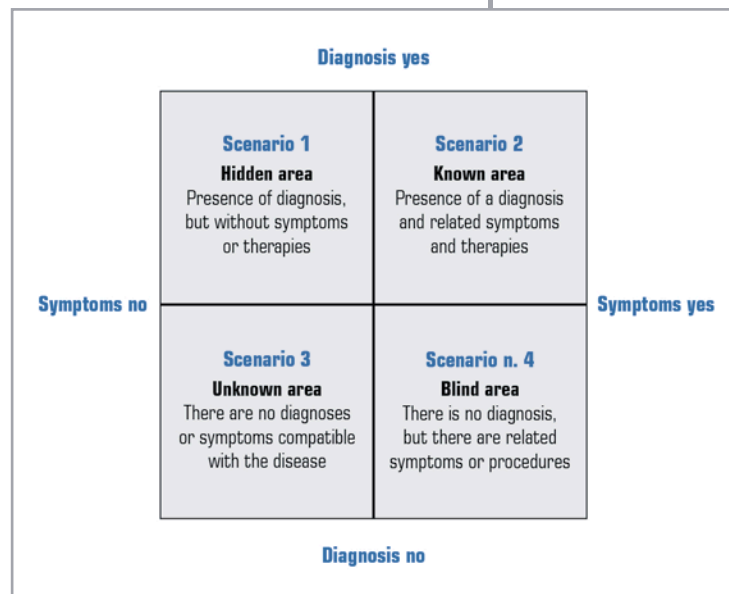 Diagnosis yes
Scenario 1
Hidden area
Presence of diagnosis,
but without symptoms
or therapies
Scenario 2
Known area
Presence of a diagnosis
and related symptoms
and therapies
Symptoms no
Symptoms yes
Scenario 3
Unknown area
There are no diagnoses
or symptoms compatible
with the disease
Scenario n. 4
Blind area
There is no diagnosis,
but there are related
symptoms or procedures
Diagnosis no